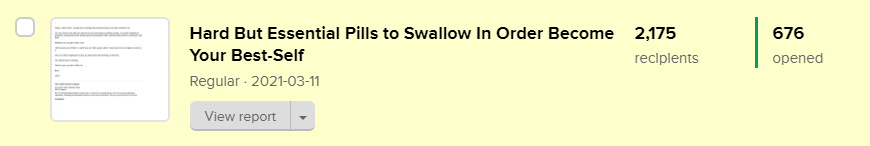 Hard But Essential Pills to Swallow In Order Become
Your Best-Self
Regular · 2021-03-11
View report
2,175
recipients
676
opened